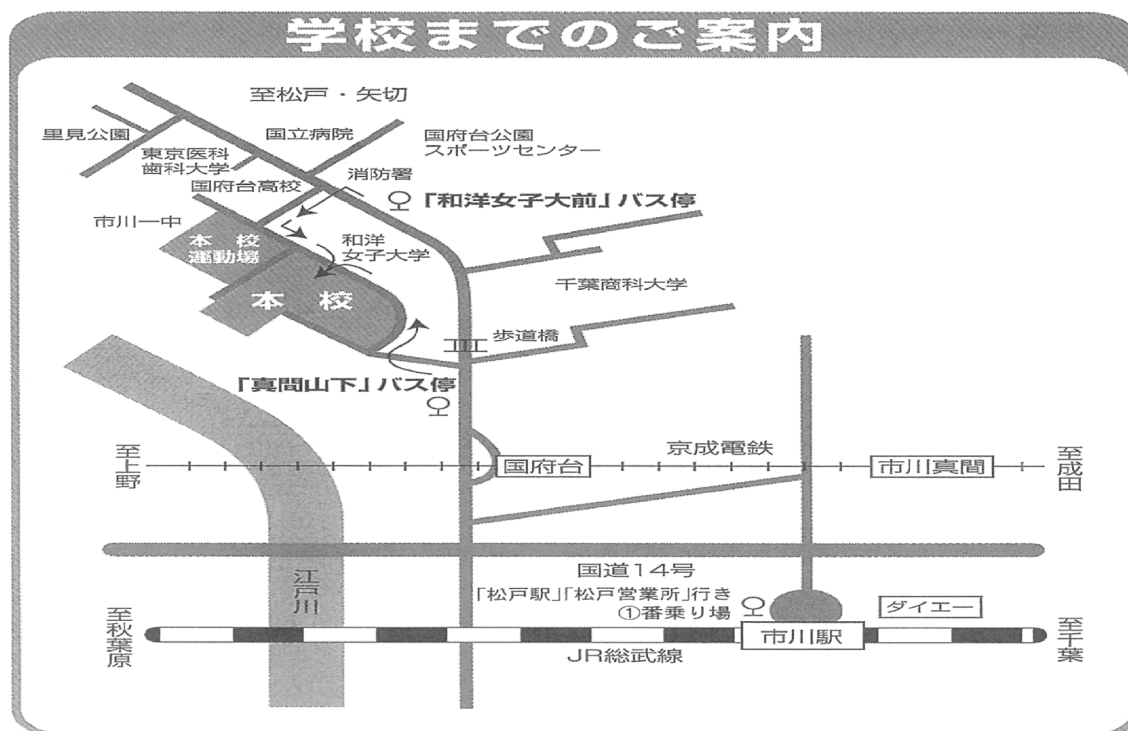 学校までのご案内
至松戸・矢切
里見公園
国立病院
国府台公園
スポーツセンター
東京医科
歯科大学
消防署
国府台高校
「和洋女子大前」バス停
市川一中
本校
運動場
和洋
女子大学
本校
千葉商科大学
歩道橋
「真間山下」バス停
至上野
国府台
京成電鉄
市川真間
至成田
国道14号
江戸川
「松戸駅」「松戸営業所」行き
①番乗り場
ダイエー
至秋葉原
市川駅
至千葉
JR総武線